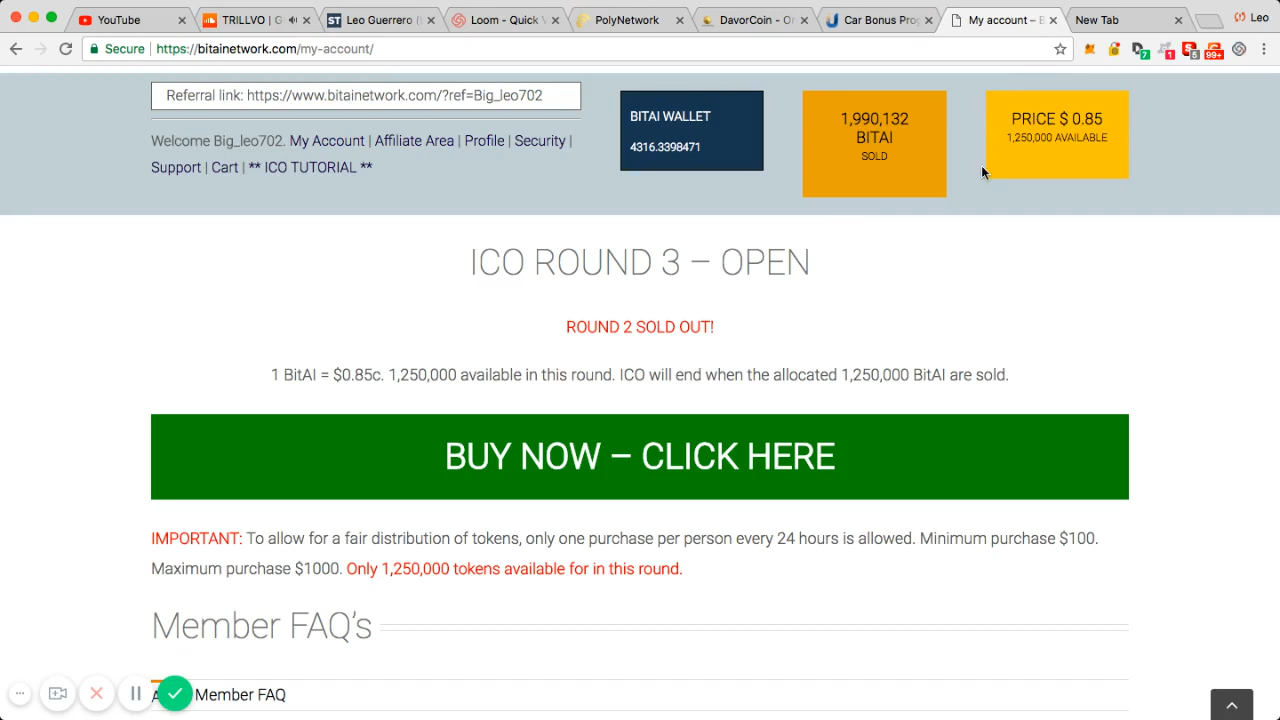 YouTube
TRILLVO | G
Leo Guerrero (
Loom - Quick V
PolyNetwork
DavorCoin - O
Car Bonus Pro
My account – B
New Tab
Leo
Secure
https://bitainetwork.com/my-account/
7
1
5
99+
Referral link: https://www.bitainetwork.com/?ref=Big_leo702
Welcome Big_leo702. My Account | Affiliate Area | Profile | Security |
Support | Cart | ** ICO TUTORIAL **
BITAI WALLET
4316.3398471
1,990,132
BITAI
SOLD
PRICE $ 0.85
1,250,000 AVAILABLE
ICO ROUND 3 – OPEN
ROUND 2 SOLD OUT!
1 BitAI = $0.85c. 1,250,000 available in this round. ICO will end when the allocated 1,250,000 BitAI are sold.
BUY NOW – CLICK HERE
IMPORTANT: To allow for a fair distribution of tokens, only one purchase per person every 24 hours is allowed. Minimum purchase $100.
Maximum purchase $1000. Only 1,250,000 tokens available for in this round.
Member FAQ's
Member FAQ